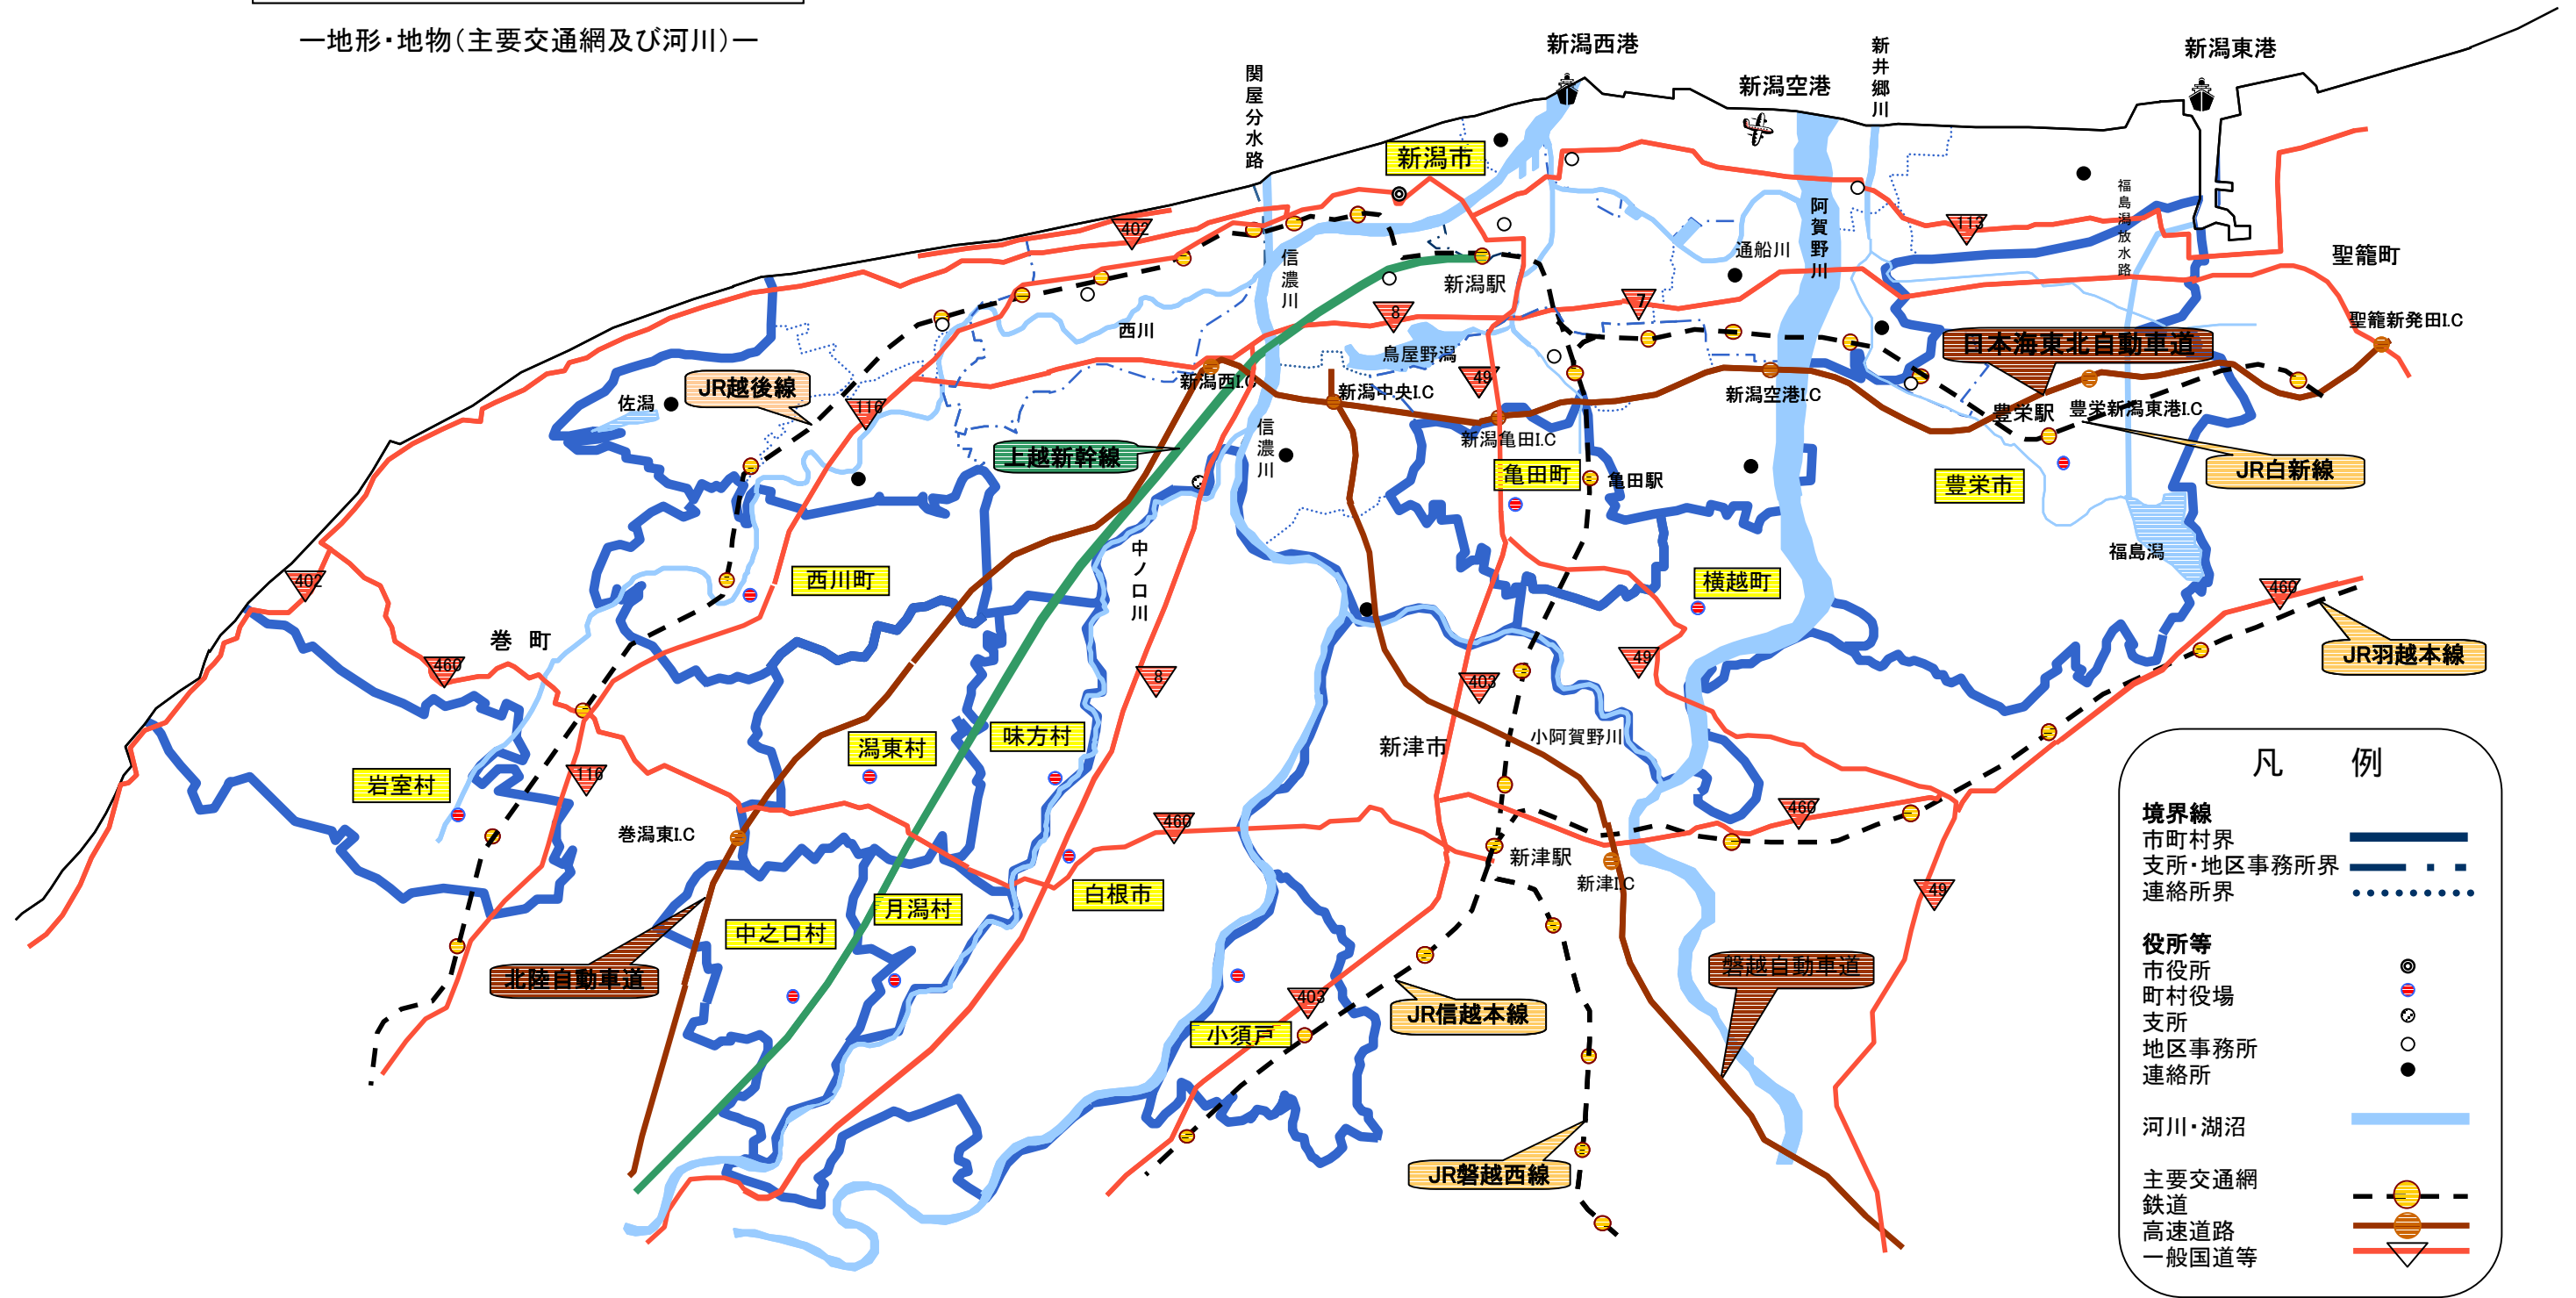 ―地形・地物(主要交通網及び河川)―
新潟西港
新潟空港
新井郷川
新潟東港
関屋分水路
新潟市
402
信濃川
新潟駅
西川
8
鳥屋野潟
7
通船川
阿賀野川
113
福島潟放水路
聖籠町
聖籠新発田I.C
日本海東北自動車道
JR越後線
佐潟
116
新潟西I.C
新潟中央I.C
49
新潟亀田I.C
新潟空港I.C
豊栄駅
豊栄新潟東港I.C
JR白新線
上越新幹線
信濃川
亀田町
亀田駅
豊栄市
福島潟
中ノ口川
西川町
横越町
402
巻 町
460
460
JR羽越本線
8
403
49
味方村
潟東村
新津市
小阿賀野川
岩室村
116
巻潟東I.C
460
460
新津駅
新津I.C
49
白根市
月潟村
中之口村
北陸自動車道
磐越自動車道
403
JR信越本線
小須戸
JR磐越西線
凡 例
境界線
市町村界
支所・地区事務所界
連絡所界
役所等
市役所
町村役場
支所
地区事務所
連絡所
河川・湖沼
主要交通網
鉄道
高速道路
一般国道等